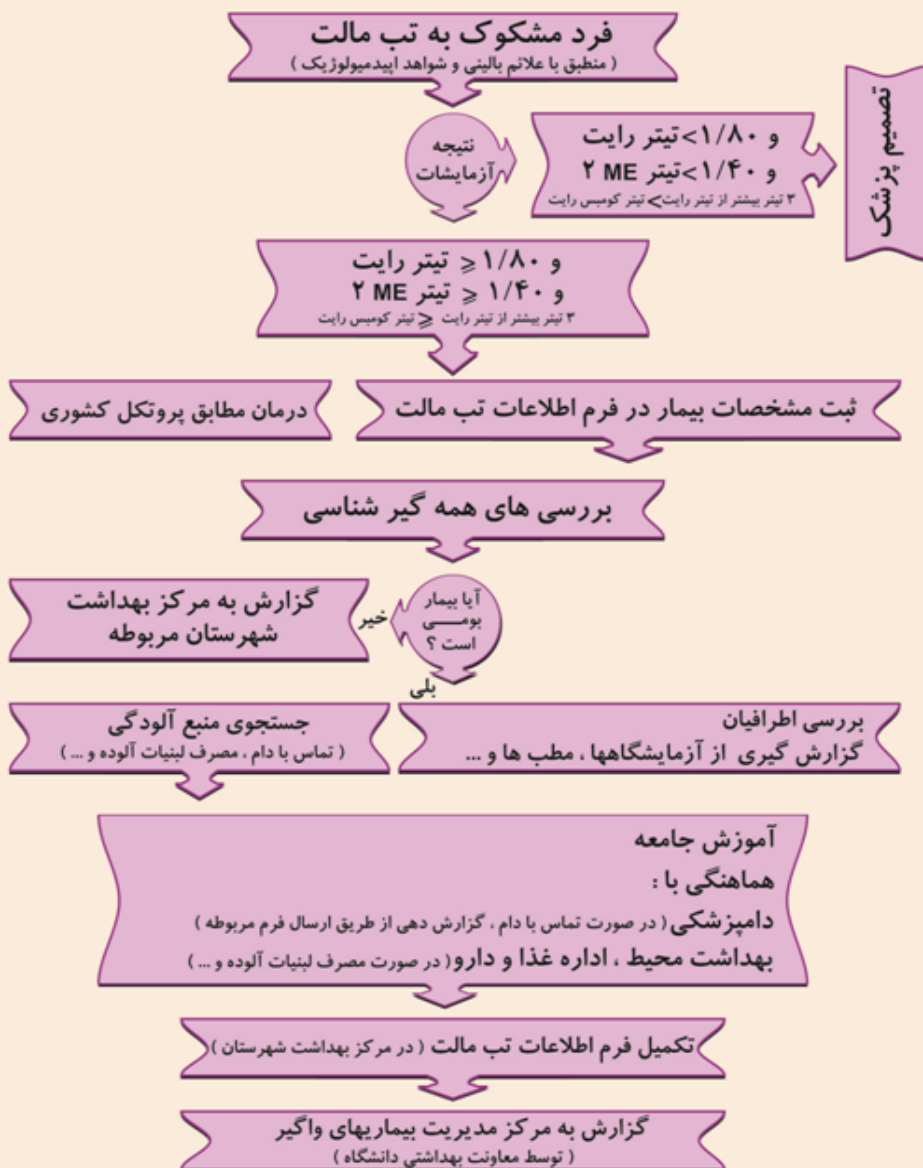 فرد مشکوک به تب مالت
( منطبق با علائم بالینی و شواهد اپیدمیولوژیک )
نتیجه
آزمایشات
و ۱/۸۰>تیتر رایت
و ۱/۴۰>تیتر ۲ ME
۳ تیتر بیشتر از تیتر رایت>تیتر کومبس رایت
تصمیم پزشک
و ۱/۸۰ ≤ تیتر رایت
و ۱/۴۰ ≤ تیتر ۲ ME
۳ تیتر بیشتر از تیتر رایت ≤ تیتر کومبس رایت
ثبت مشخصات بیمار در فرم اطلاعات تب مالت
درمان مطابق پروتکل کشوری
بررسی های همه گیر شناسی
آیا بیمار
بومـــی
است ؟
خیر
گزارش به مرکز بهداشت
شهرستان مربوطه
بلی
بررسی اطرافیان
گزارش گیری از آزمایشگاهها ، مطب ها و ...
جستجوی منبع آلودگی
( تماس با دام ، مصرف لبنیات آلوده و ... )
آموزش جامعه
هماهنگی با :
دامپزشکی ( در صورت تماس با دام ، گزارش دهی از طریق ارسال فرم مربوطه )
بهداشت محیط ، اداره غذا و دارو ( در صورت مصرف لبنیات آلوده و ... )
تکمیل فرم اطلاعات تب مالت ( در مرکز بهداشت شهرستان )
گزارش به مرکز مدیریت بیماریهای واگیر
( توسط معاونت بهداشتی دانشگاه )